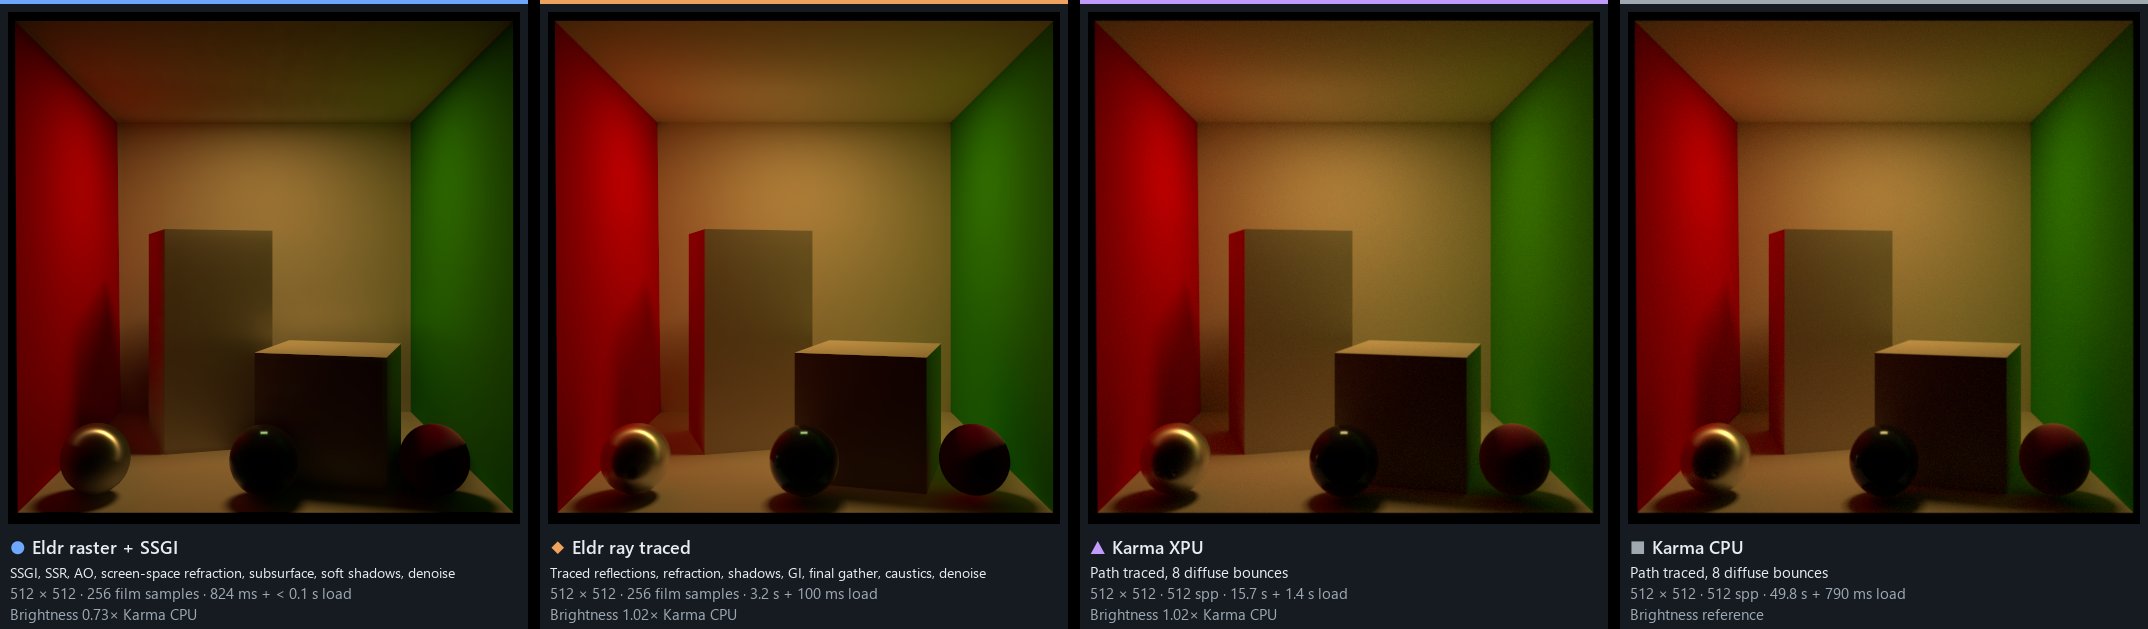 Eldr raster + SSGI
SSGI, SSR, AO, screen-space refraction, subsurface, soft shadows, denoise
512 × 512 · 256 film samples · 824 ms + < 0.1 s load
Brightness 0.73× Karma CPU
Eldr ray traced
Traced reflections, refraction, shadows, GI, final gather, caustics, denoise
512 × 512 · 256 film samples · 3.2 s + 100 ms load
Brightness 1.02× Karma CPU
Karma XPU
Path traced, 8 diffuse bounces
512 × 512 · 512 spp · 15.7 s + 1.4 s load
Brightness 1.02× Karma CPU
Karma CPU
Path traced, 8 diffuse bounces
512 × 512 · 512 spp · 49.8 s + 790 ms load
Brightness reference